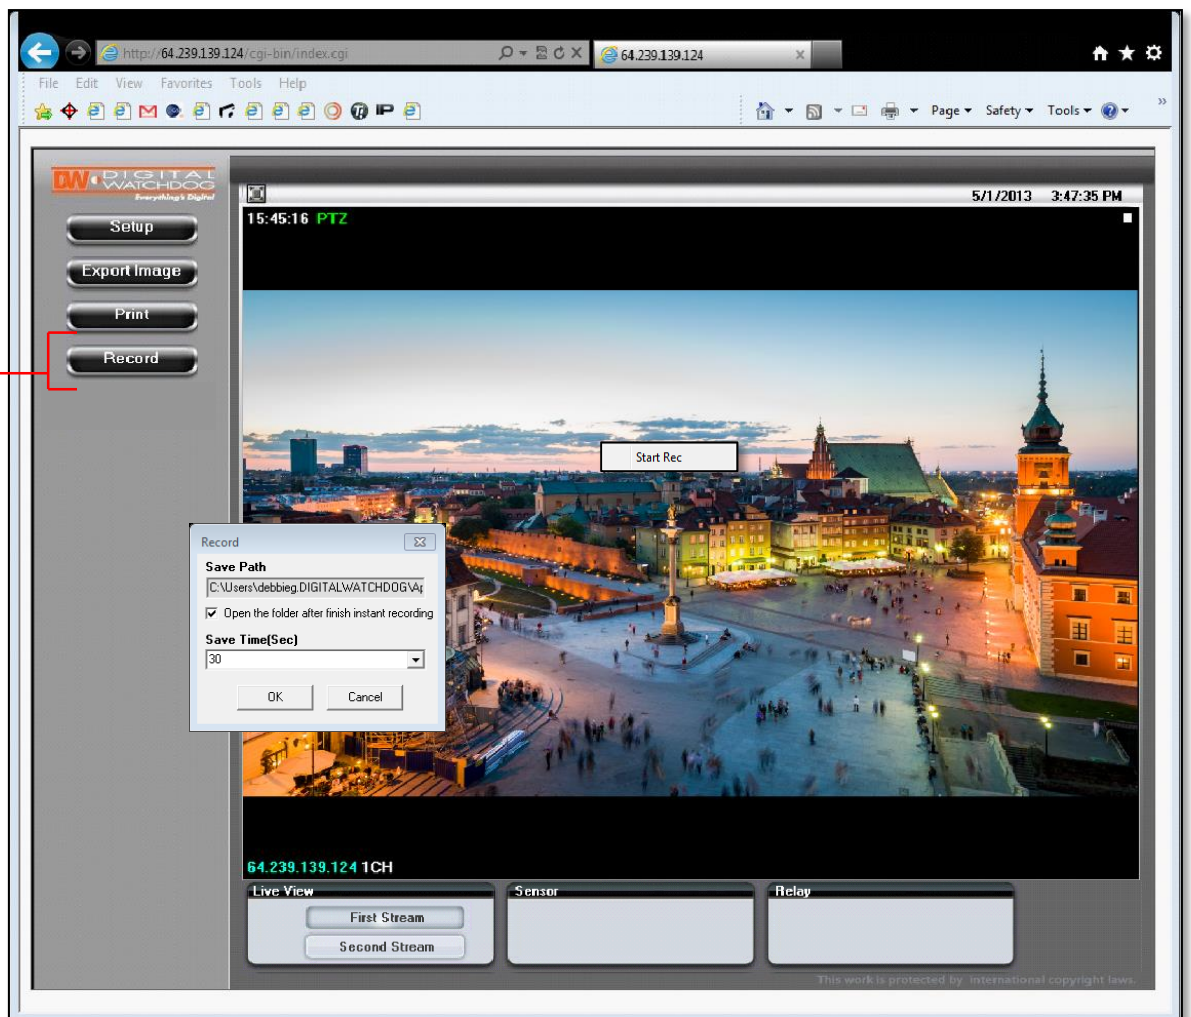 http://64.239.139.124/cgi-bin/index.cgi
64.239.139.124
File Edit View Favorites Tools Help
Page Safety Tools
DW DIGITAL WATCHDOG
Everything's Digital
Setup
Export Image
Print
Record
5/1/2013 3:47:35 PM
15:45:16 PTZ
Start Rec
Record
Save Path
C:\Users\debbieg.DIGITALWATCHDOG\Ap
Open the folder after finish instant recording
Save Time(Sec)
30
OK Cancel
64.239.139.124 1CH
Live View
First Stream
Second Stream
Sensor
Relay
This work is protected by international copyright laws.